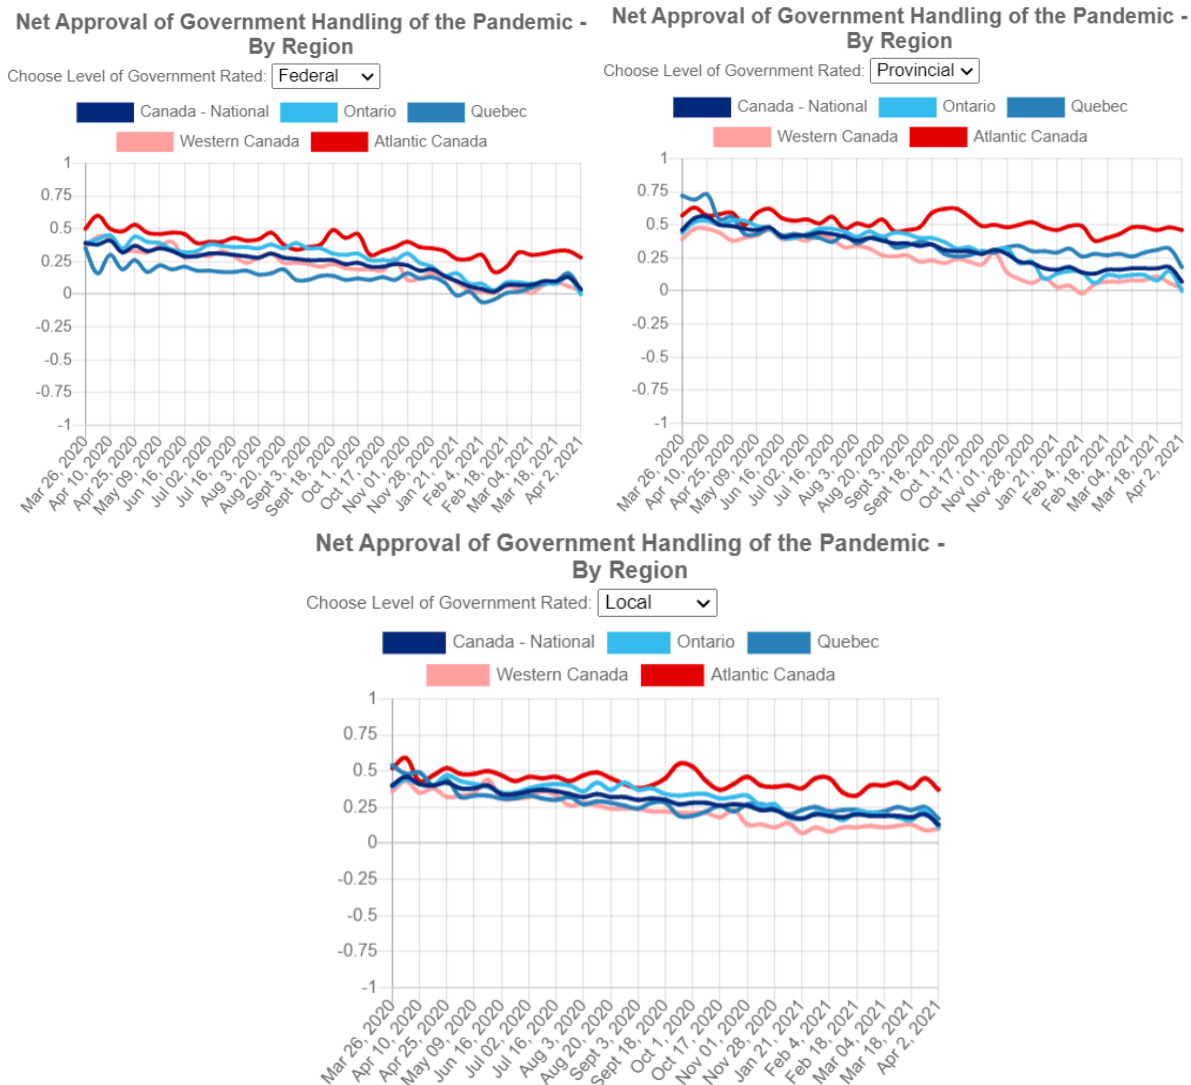 Net Approval of Government Handling of the Pandemic -
By Region
Choose Level of Government Rated: Federal
Canada - National Ontario Quebec
Western Canada Atlantic Canada
1
0.75
0.5
0.25
0
-0.25
-0.5
-0.75
-1
Mar 26, 2020
Apr 10, 2020
Apr 25, 2020
May 09, 2020
Jun 16, 2020
Jul 02, 2020
Jul 16, 2020
Aug 3, 2020
Aug 20, 2020
Sept 3, 2020
Sept 18, 2020
Oct 1, 2020
Oct 17, 2020
Nov 01, 2020
Nov 28, 2020
Jan 21, 2021
Feb 4, 2021
Feb 18, 2021
Mar 04, 2021
Mar 18, 2021
Apr 2, 2021
Net Approval of Government Handling of the Pandemic -
By Region
Choose Level of Government Rated: Provincial
Canada - National Ontario Quebec
Western Canada Atlantic Canada
1
0.75
0.5
0.25
0
-0.25
-0.5
-0.75
-1
Mar 26, 2020
Apr 10, 2020
Apr 25, 2020
May 09, 2020
Jun 16, 2020
Jul 02, 2020
Jul 16, 2020
Aug 3, 2020
Aug 20, 2020
Sept 3, 2020
Sept 18, 2020
Oct 1, 2020
Oct 17, 2020
Nov 01, 2020
Nov 28, 2020
Jan 21, 2021
Feb 4, 2021
Feb 18, 2021
Mar 04, 2021
Mar 18, 2021
Apr 2, 2021
Net Approval of Government Handling of the Pandemic -
By Region
Choose Level of Government Rated: Local
Canada - National Ontario Quebec
Western Canada Atlantic Canada
1
0.75
0.5
0.25
0
-0.25
-0.5
-0.75
-1
Mar 26, 2020
Apr 10, 2020
Apr 25, 2020
May 09, 2020
Jun 16, 2020
Jul 02, 2020
Jul 16, 2020
Aug 3, 2020
Aug 20, 2020
Sept 3, 2020
Sept 18, 2020
Oct 1, 2020
Oct 17, 2020
Nov 01, 2020
Nov 28, 2020
Jan 21, 2021
Feb 4, 2021
Feb 18, 2021
Mar 04, 2021
Mar 18, 2021
Apr 2, 2021